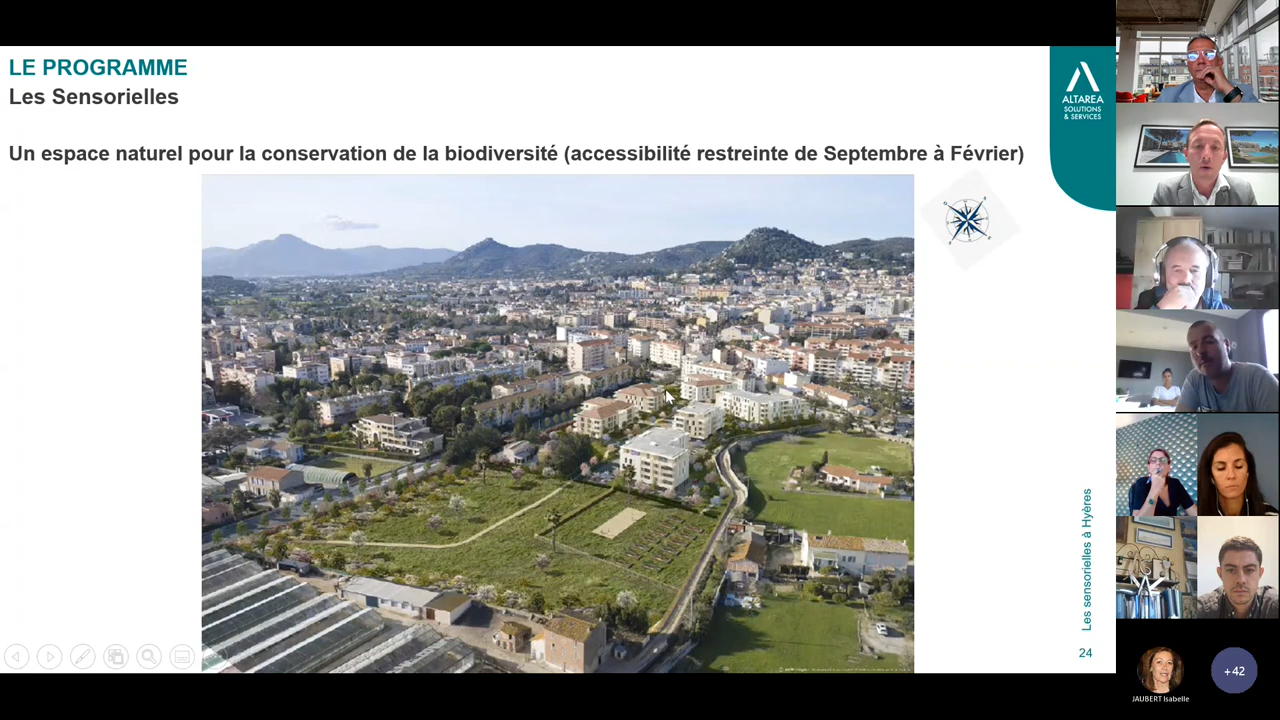 LE PROGRAMME
Les Sensorielles
Un espace naturel pour la conservation de la biodiversité (accessibilité restreinte de Septembre à Février)
ALTAREA
SOLUTIONS
& SERVICES
Les sensorielles à Hyères
24
JAUBERT Isabelle
+42